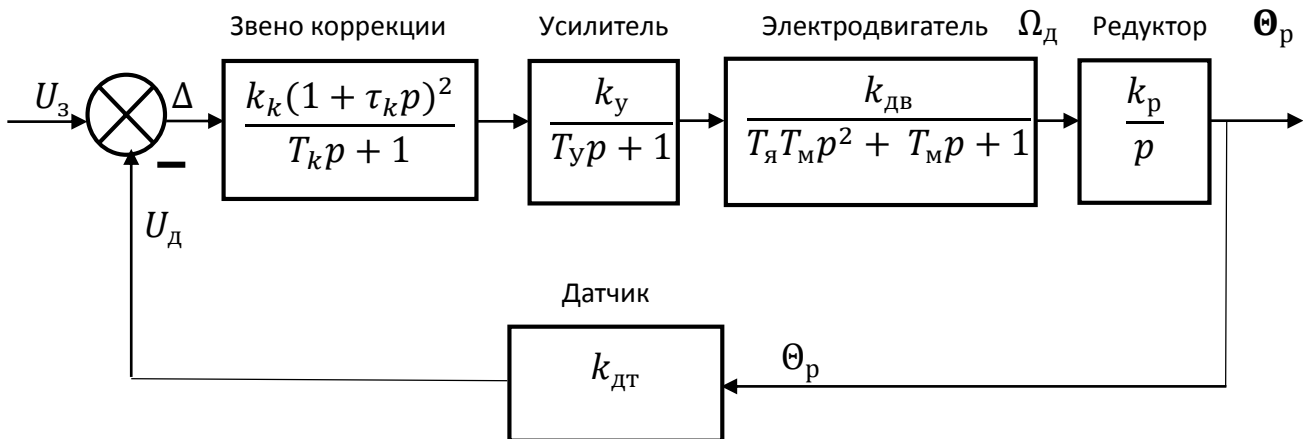 Звено коррекции Усилитель Электродвигатель Ω_д Редуктор Θ_р
U_з Δ k_k(1 + τ_k p)^2 / T_k p + 1 k_у / T_у p + 1 k_дв / T_я T_м p^2 + T_м p + 1 k_р / p
−
U_д
Датчик
k_дт Θ_р